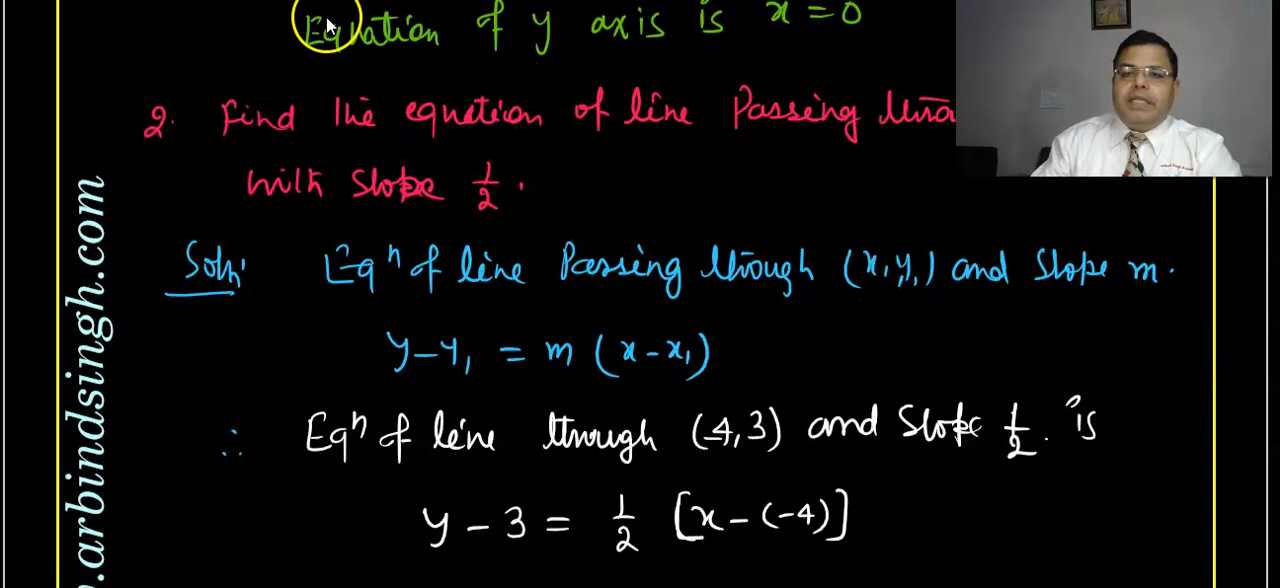 Equation of y axis is x = 0
2. Find the equation of line Passing
with slope 1/2 .
Soln. Eqn of line Passing through (x₁ y₁) and slope m.
y - y₁ = m (x - x₁)
∴ Eqn of line through (-4, 3) and slope 1/2 . is
y - 3 = 1/2 [x - (-4)]
.arbindsingh.com